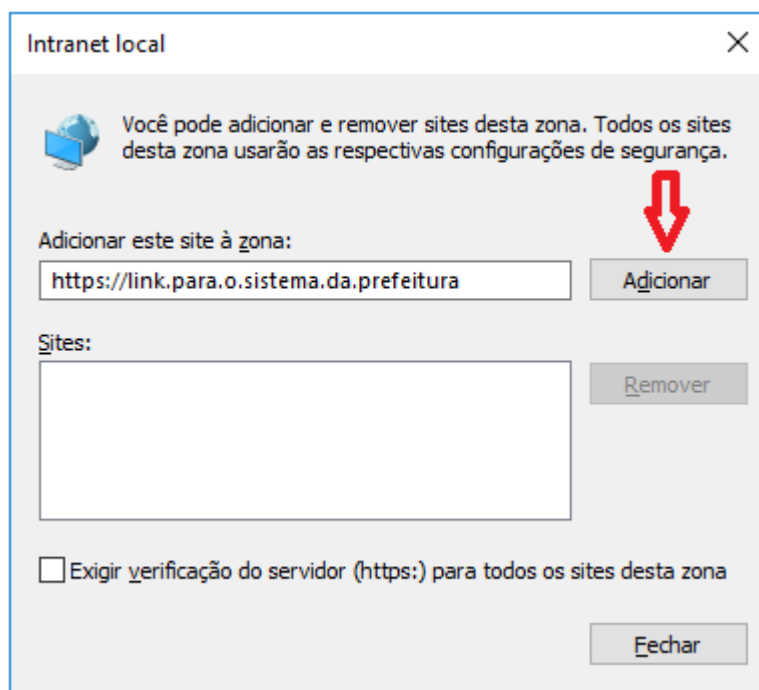 Intranet local
Você pode adicionar e remover sites desta zona. Todos os sites
desta zona usarão as respectivas configurações de segurança.
Adicionar este site à zona:
https://link.para.o.sistema.da.prefeitura
Adicionar
Sites:
Remover
Exigir verificação do servidor (https:) para todos os sites desta zona
Fechar